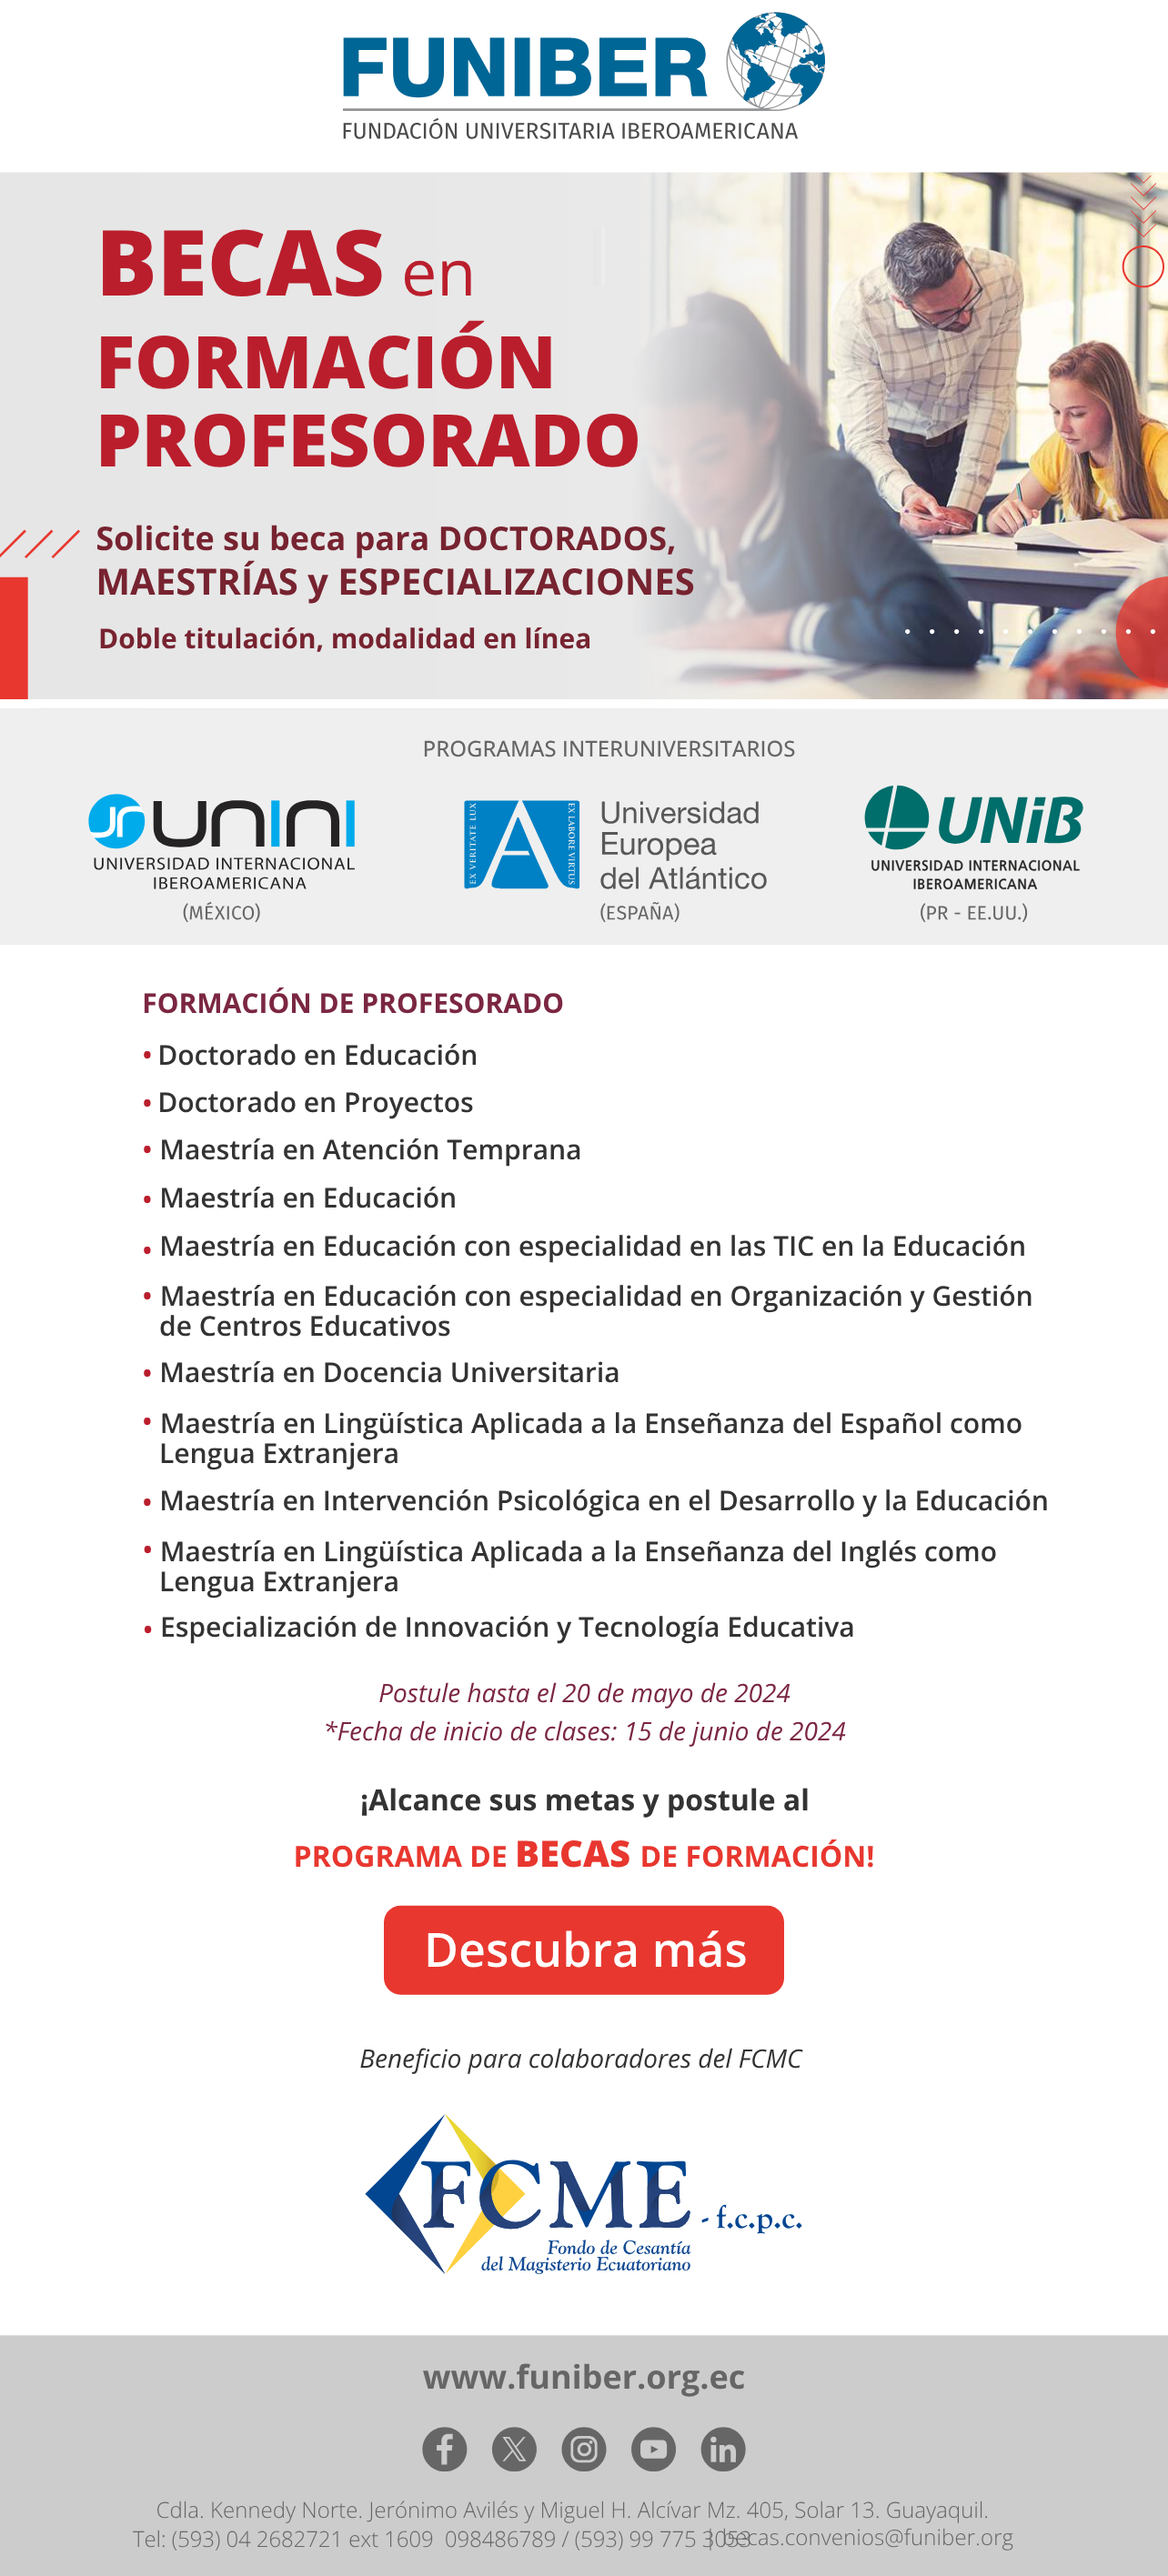 FUNIBER
FUNDACIÓN UNIVERSITARIA IBEROAMERICANA
BECAS en
FORMACIÓN
PROFESORADO
Solicite su beca para DOCTORADOS,
MAESTRÍAS y ESPECIALIZACIONES
Doble titulación, modalidad en línea
PROGRAMAS INTERUNIVERSITARIOS
UNINI
UNIVERSIDAD INTERNACIONAL
IBEROAMERICANA
(MÉXICO)
EX VERITATE LUX
A
EX LABORE VIRTUS
Universidad
Europea
del Atlántico
(ESPAÑA)
UNiB
UNIVERSIDAD INTERNACIONAL
IBEROAMERICANA
(PR - EE.UU.)
FORMACIÓN DE PROFESORADO
• Doctorado en Educación
• Doctorado en Proyectos
• Maestría en Atención Temprana
• Maestría en Educación
• Maestría en Educación con especialidad en las TIC en la Educación
• Maestría en Educación con especialidad en Organización y Gestión
de Centros Educativos
• Maestría en Docencia Universitaria
• Maestría en Lingüística Aplicada a la Enseñanza del Español como
Lengua Extranjera
• Maestría en Intervención Psicológica en el Desarrollo y la Educación
• Maestría en Lingüística Aplicada a la Enseñanza del Inglés como
Lengua Extranjera
• Especialización de Innovación y Tecnología Educativa
Postule hasta el 20 de mayo de 2024
*Fecha de inicio de clases: 15 de junio de 2024
¡Alcance sus metas y postule al
PROGRAMA DE BECAS DE FORMACIÓN!
Descubra más
Beneficio para colaboradores del FCMC
FCME - f.c.p.c.
Fondo de Cesantía
del Magisterio Ecuatoriano
www.funiber.org.ec
Cdla. Kennedy Norte. Jerónimo Avilés y Miguel H. Alcívar Mz. 405, Solar 13. Guayaquil.
Tel: (593) 04 2682721 ext 1609 098486789 / (593) 99 775 3053 | becas.convenios@funiber.org